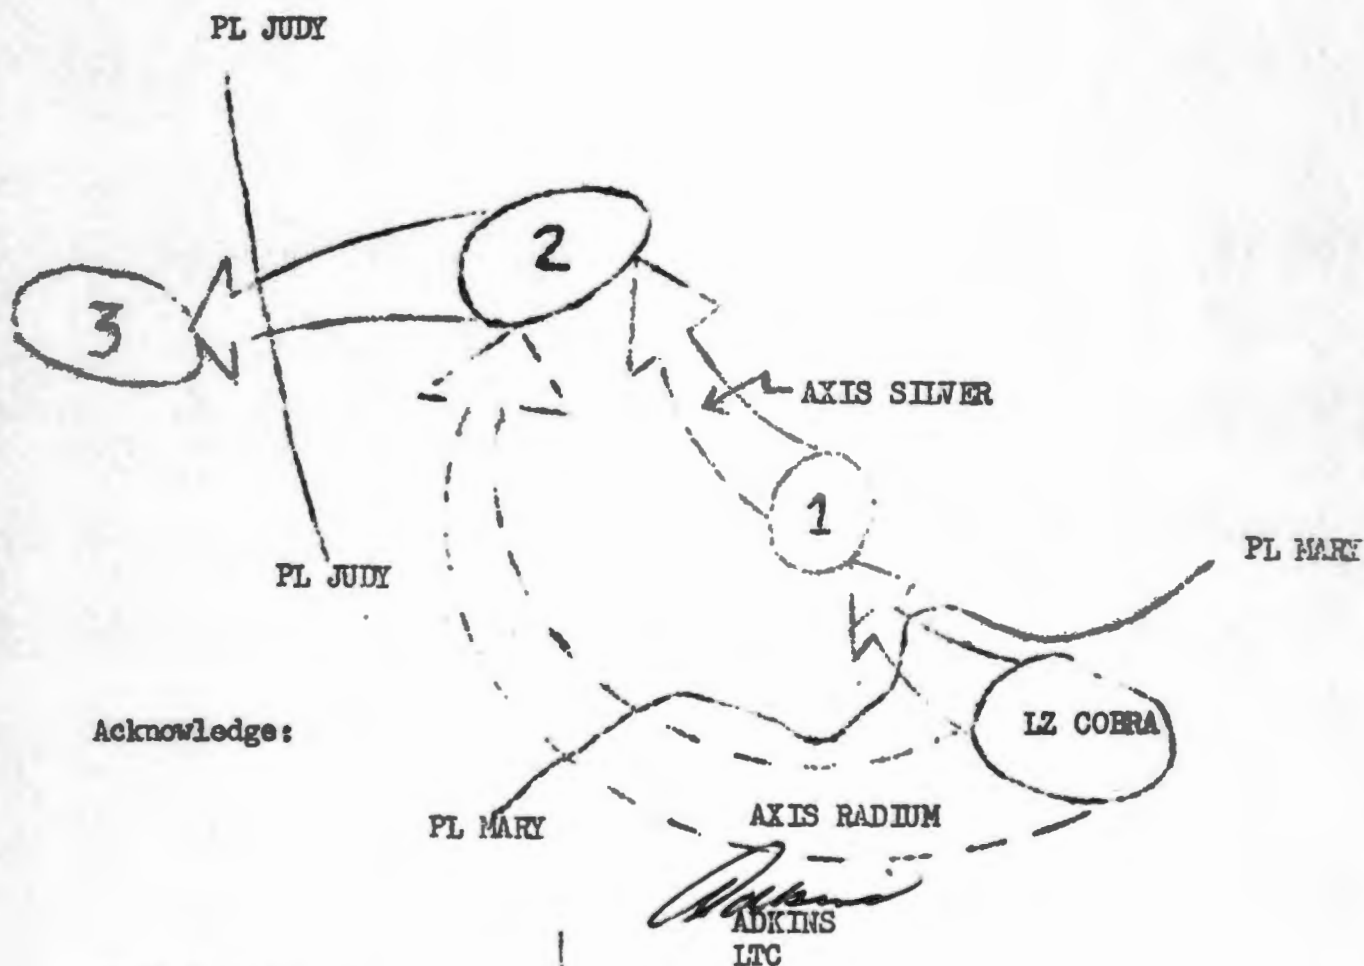 PL JUDY
2
3
AXIS SILVER
1
PL MARY
PL JUDY
LZ COBRA
Acknowledge:
PL MARY
AXIS RADIUM
Adkins
ADKINS
LTC